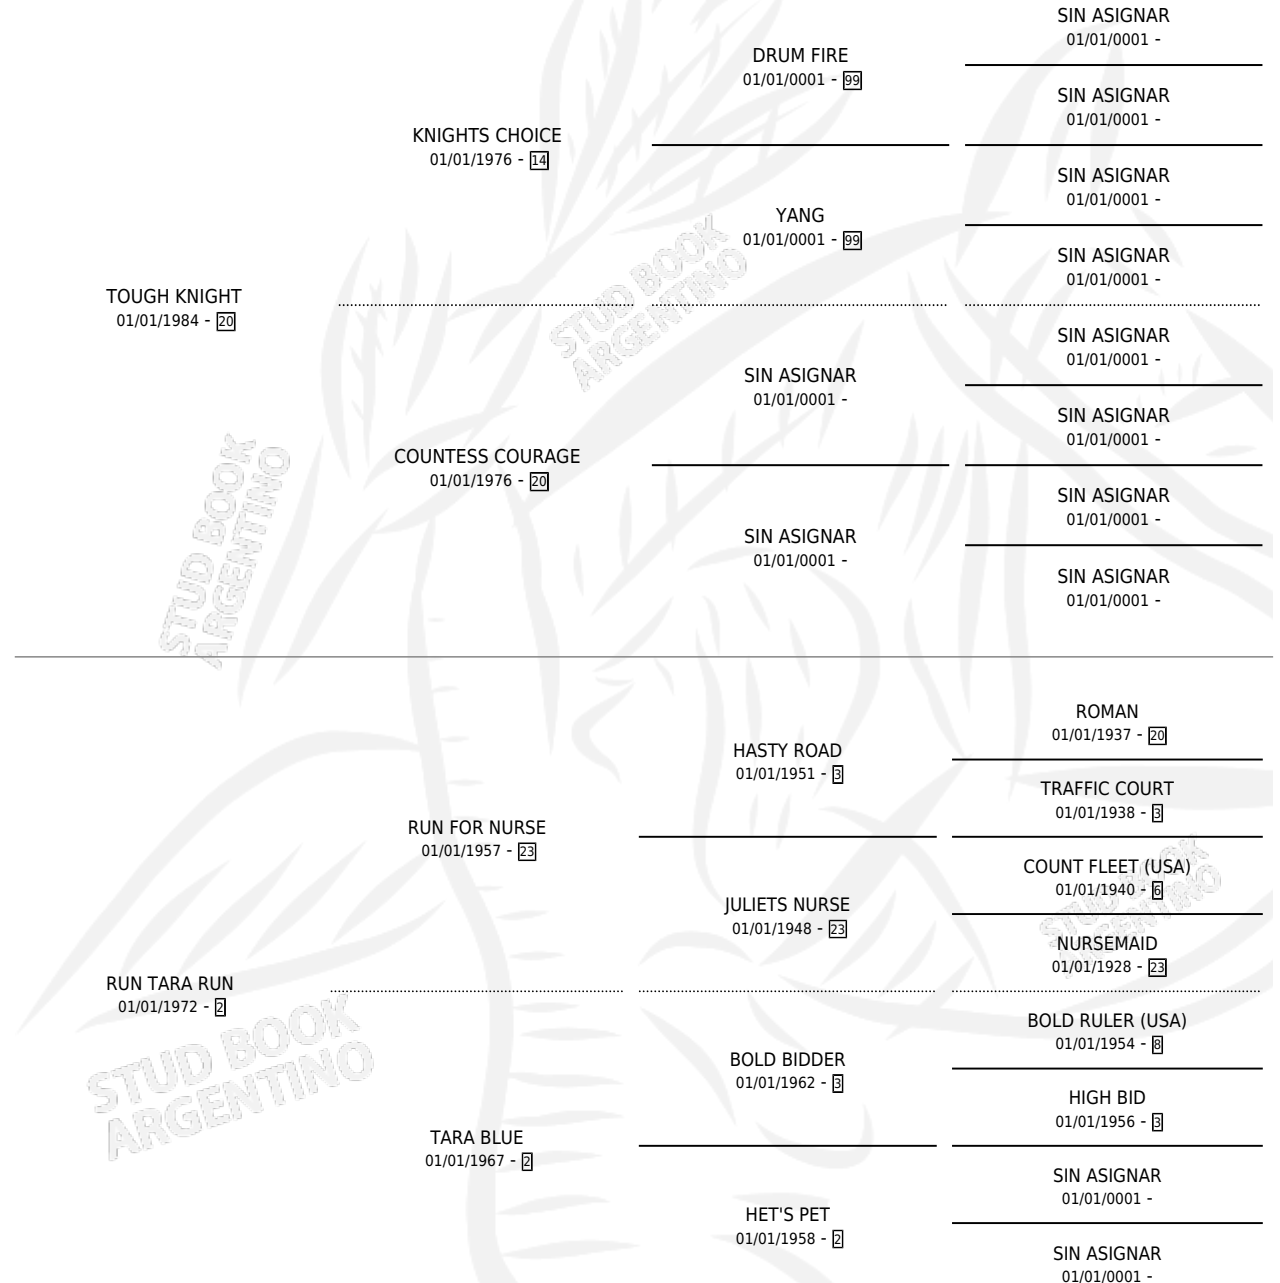 SIN ASIGNAR
01/01/0001 -
DRUM FIRE
01/01/0001 - 99
SIN ASIGNAR
01/01/0001 -
KNIGHTS CHOICE
01/01/1976 - 14
SIN ASIGNAR
01/01/0001 -
YANG
01/01/0001 - 99
SIN ASIGNAR
01/01/0001 -
TOUGH KNIGHT
01/01/1984 - 20
STUD BOOK
ARGENTINO
SIN ASIGNAR
01/01/0001 -
SIN ASIGNAR
01/01/0001 -
SIN ASIGNAR
01/01/0001 -
COUNTESS COURAGE
01/01/1976 - 20
SIN ASIGNAR
01/01/0001 -
SIN ASIGNAR
01/01/0001 -
SIN ASIGNAR
01/01/0001 -
STUD BOOK
ARGENTINO
ROMAN
01/01/1937 - 20
HASTY ROAD
01/01/1951 - 3
TRAFFIC COURT
01/01/1938 - 3
RUN FOR NURSE
01/01/1957 - 23
COUNT FLEET (USA)
01/01/1940 - 6
JULIETS NURSE
01/01/1948 - 23
STUD BOOK
ARGENTINO
NURSEMAID
01/01/1928 - 23
RUN TARA RUN
01/01/1972 - 2
STUD BOOK
ARGENTINO
BOLD RULER (USA)
01/01/1954 - 8
BOLD BIDDER
01/01/1962 - 3
HIGH BID
01/01/1956 - 3
TARA BLUE
01/01/1967 - 2
SIN ASIGNAR
01/01/0001 -
HET'S PET
01/01/1958 - 2
SIN ASIGNAR
01/01/0001 -